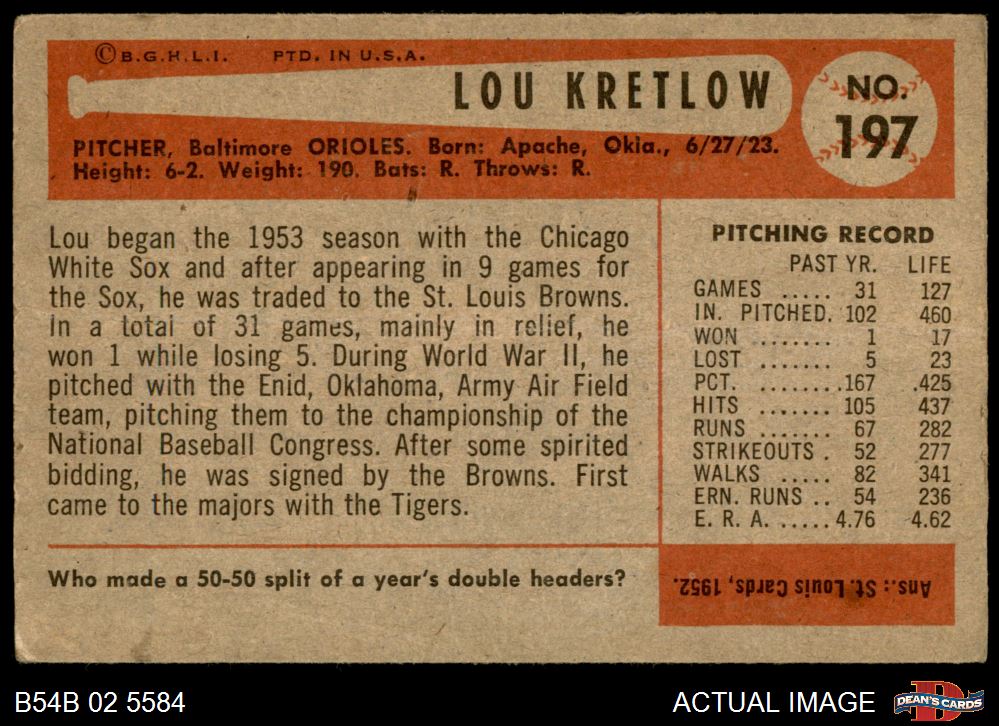 ©B.G.H.L.I. PTD. IN U.S.A.
LOU KRETLOW
NO.
197
PITCHER, Baltimore ORIOLES. Born: Apache, Okla., 6/27/23.
Height: 6-2. Weight: 190. Bats: R. Throws: R.
Lou began the 1953 season with the Chicago
White Sox and after appearing in 9 games for
the Sox, he was traded to the St. Louis Browns.
In a total of 31 games, mainly in relief, he
won 1 while losing 5. During World War II, he
pitched with the Enid, Oklahoma, Army Air Field
team, pitching them to the championship of the
National Baseball Congress. After some spirited
bidding, he was signed by the Browns. First
came to the majors with the Tigers.
PITCHING RECORD
PAST YR. LIFE
GAMES ..... 31 127
IN. PITCHED. 102 460
WON ....... 1 17
LOST ....... 5 23
PCT. ........ .167 .425
HITS ....... 105 437
RUNS ....... 67 282
STRIKEOUTS . 52 277
WALKS ..... 82 341
ERN. RUNS .. 54 236
E. R. A. ..... 4.76 4.62
Who made a 50-50 split of a year's double headers?
Ans.: St. Louis Cards, 1952.
B54B 02 5584
ACTUAL IMAGE
D
DEAN'S CARDS